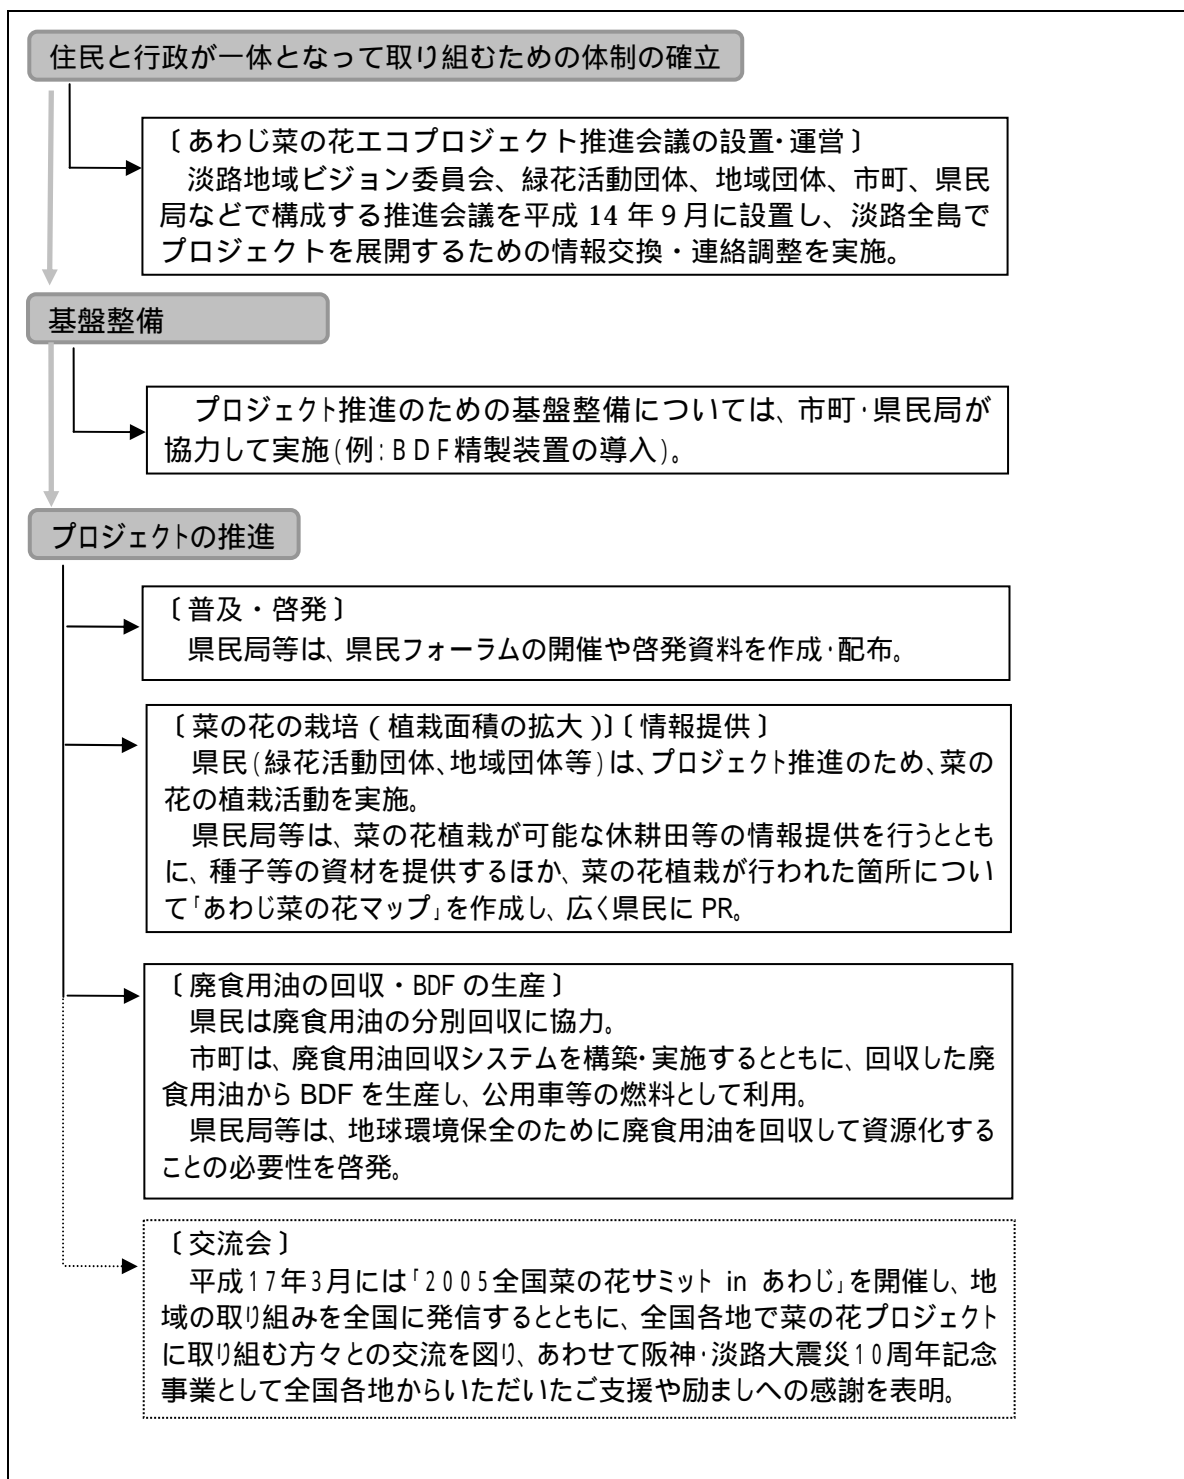 住民と行政が一体となって取り組むための体制の確立
〔あわじ菜の花エコプロジェクト推進会議の設置・運営〕
淡路地域ビジョン委員会、緑花活動団体、地域団体、市町、県民
局などで構成する推進会議を平成 14 年 9 月に設置し、淡路全島で
プロジェクトを展開するための情報交換・連絡調整を実施。
基盤整備
プロジェクト推進のための基盤整備については、市町・県民局が
協力して実施(例:ＢＤＦ精製装置の導入)。
プロジェクトの推進
〔普及・啓発〕
県民局等は、県民フォーラムの開催や啓発資料を作成・配布。
〔菜の花の栽培（植栽面積の拡大）〕〔情報提供〕
県民(緑花活動団体、地域団体等)は、プロジェクト推進のため、菜の
花の植栽活動を実施。
県民局等は、菜の花植栽が可能な休耕田等の情報提供を行うととも
に、種子等の資材を提供するほか、菜の花植栽が行われた箇所につい
て「あわじ菜の花マップ」を作成し、広く県民に PR。
〔廃食用油の回収・BDF の生産〕
県民は廃食用油の分別回収に協力。
市町は、廃食用油回収システムを構築・実施するとともに、回収した廃
食用油から BDF を生産し、公用車等の燃料として利用。
県民局等は、地球環境保全のために廃食用油を回収して資源化する
ことの必要性を啓発。
〔交流会〕
平成１７年３月には「２００５全国菜の花サミット in あわじ」を開催し、地
域の取り組みを全国に発信するとともに、全国各地で菜の花プロジェクト
に取り組む方々との交流を図り、あわせて阪神・淡路大震災１０周年記念
事業として全国各地からいただいたご支援や励ましへの感謝を表明。